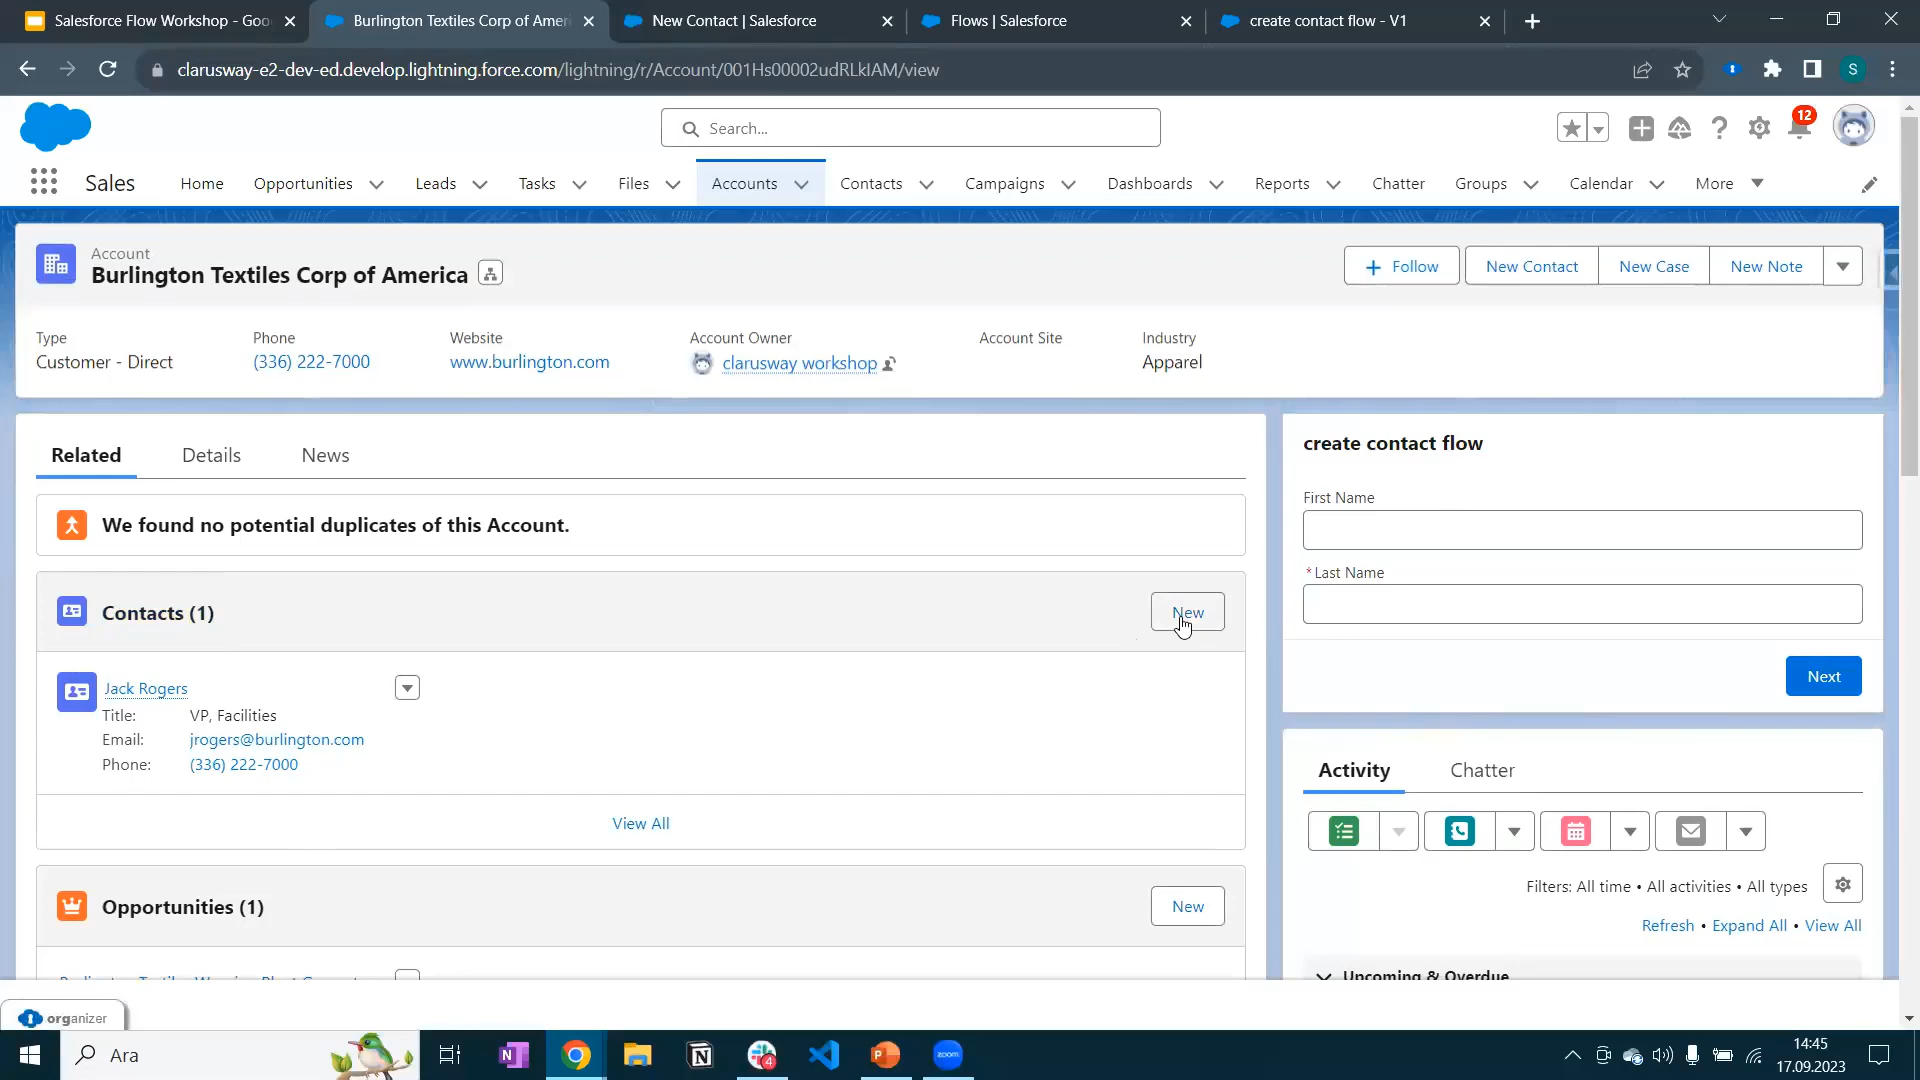 Salesforce Flow Workshop - Goo
Burlington Textiles Corp of Ameri
New Contact | Salesforce
Flows | Salesforce
create contact flow - V1
clarusway-e2-dev-ed.develop.lightning.force.com/lightning/r/Account/001Hs00002udRLkIAM/view
S
Search...
12
Sales
Home
Opportunities
Leads
Tasks
Files
Accounts
Contacts
Campaigns
Dashboards
Reports
Chatter
Groups
Calendar
More
Account
Burlington Textiles Corp of America
Follow
New Contact
New Case
New Note
Type
Phone
Website
Account Owner
Account Site
Industry
Customer - Direct
(336) 222-7000
www.burlington.com
clarusway workshop
Apparel
Related
Details
News
We found no potential duplicates of this Account.
Contacts (1)
New
Jack Rogers
Title: VP, Facilities
Email: jrogers@burlington.com
Phone: (336) 222-7000
View All
Opportunities (1)
New
create contact flow
First Name
*Last Name
Next
Activity
Chatter
Filters: All time • All activities • All types
Refresh • Expand All • View All
Upcoming & Overdue
organizer
Ara
N
4
P
zoom
14:45
17.09.2023